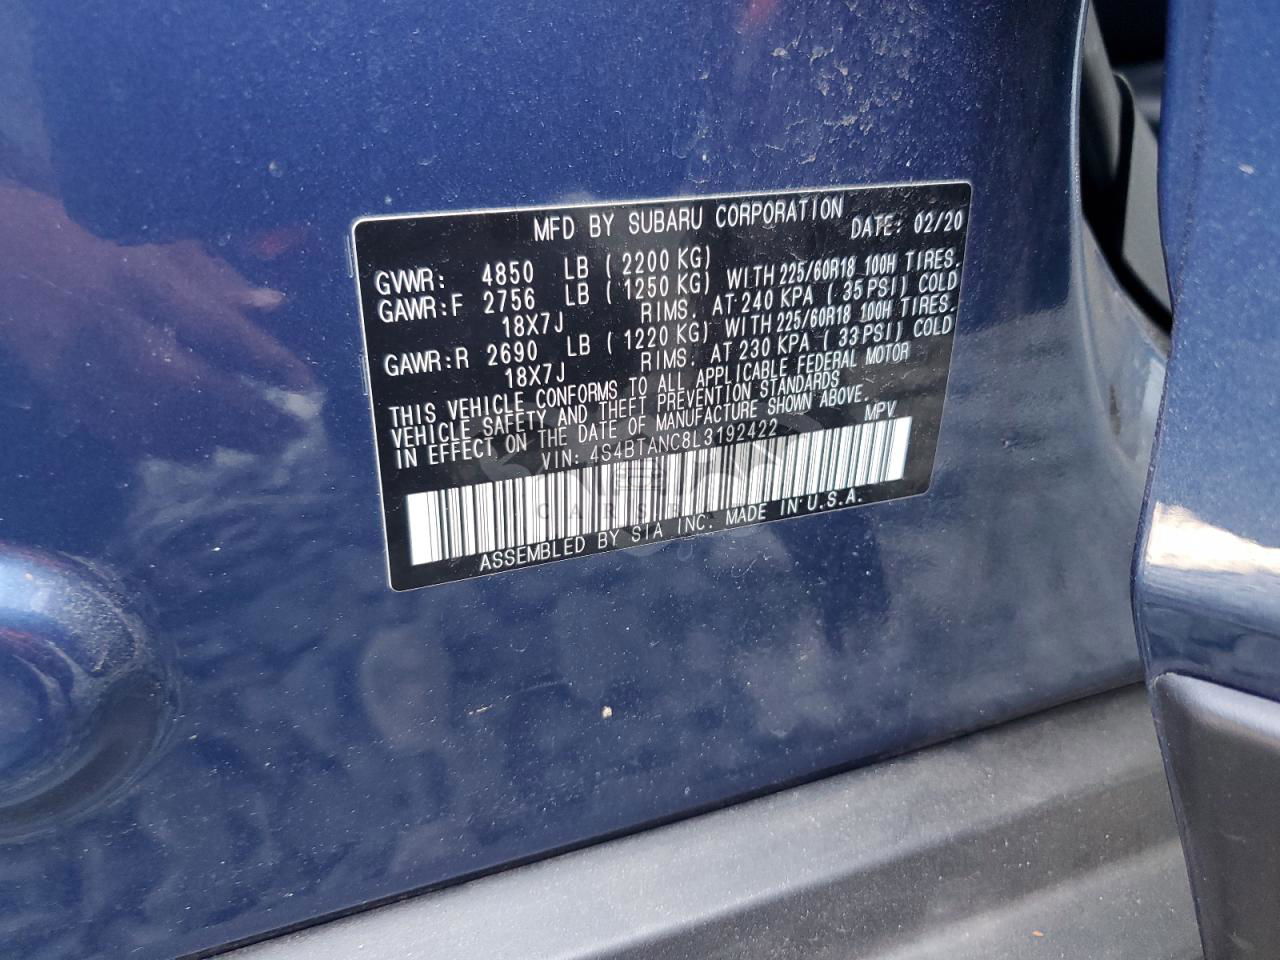 MFD BY SUBARU CORPORATION DATE: 02/20
GVWR: 4850 LB ( 2200 KG)
GAWR:F 2756 LB ( 1250 KG) WITH 225/60R18 100H TIRES.
18X7J RIMS. AT 240 KPA ( 35 PSI) COLD
GAWR:R 2690 LB ( 1220 KG) WITH 225/60R18 100H TIRES.
18X7J RIMS. AT 230 KPA ( 33 PSI) COLD
THIS VEHICLE CONFORMS TO ALL APPLICABLE FEDERAL MOTOR
VEHICLE SAFETY AND THEFT PREVENTION STANDARDS
IN EFFECT ON THE DATE OF MANUFACTURE SHOWN ABOVE.
VIN: 4S4BTANC8L3192422 MPV
ASSEMBLED BY SIA INC. MADE IN U.S.A.